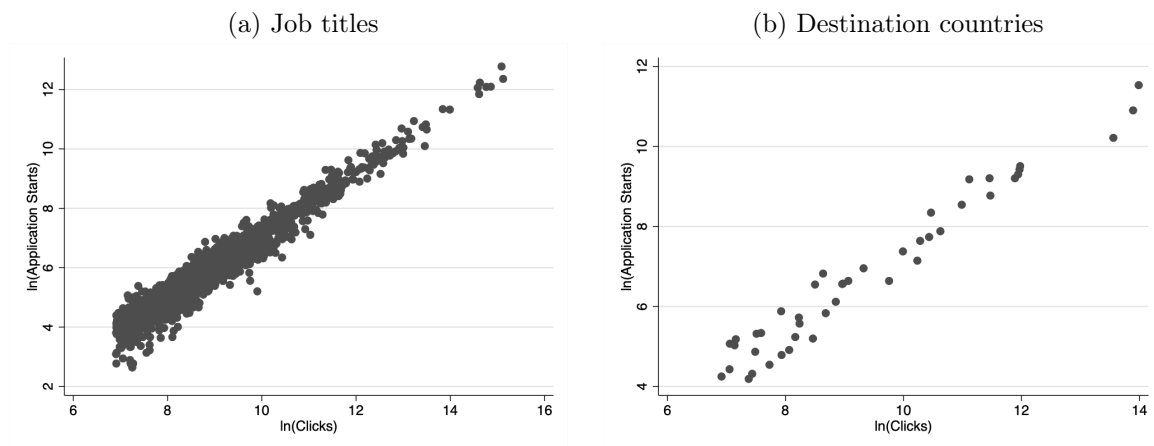 (a) Job titles
ln(Application Starts)
12
10
8
6
4
2
6 8 10 12 14 16
ln(Clicks)
(b) Destination countries
ln(Application Starts)
12
10
8
6
4
6 8 10 12 14
ln(Clicks)